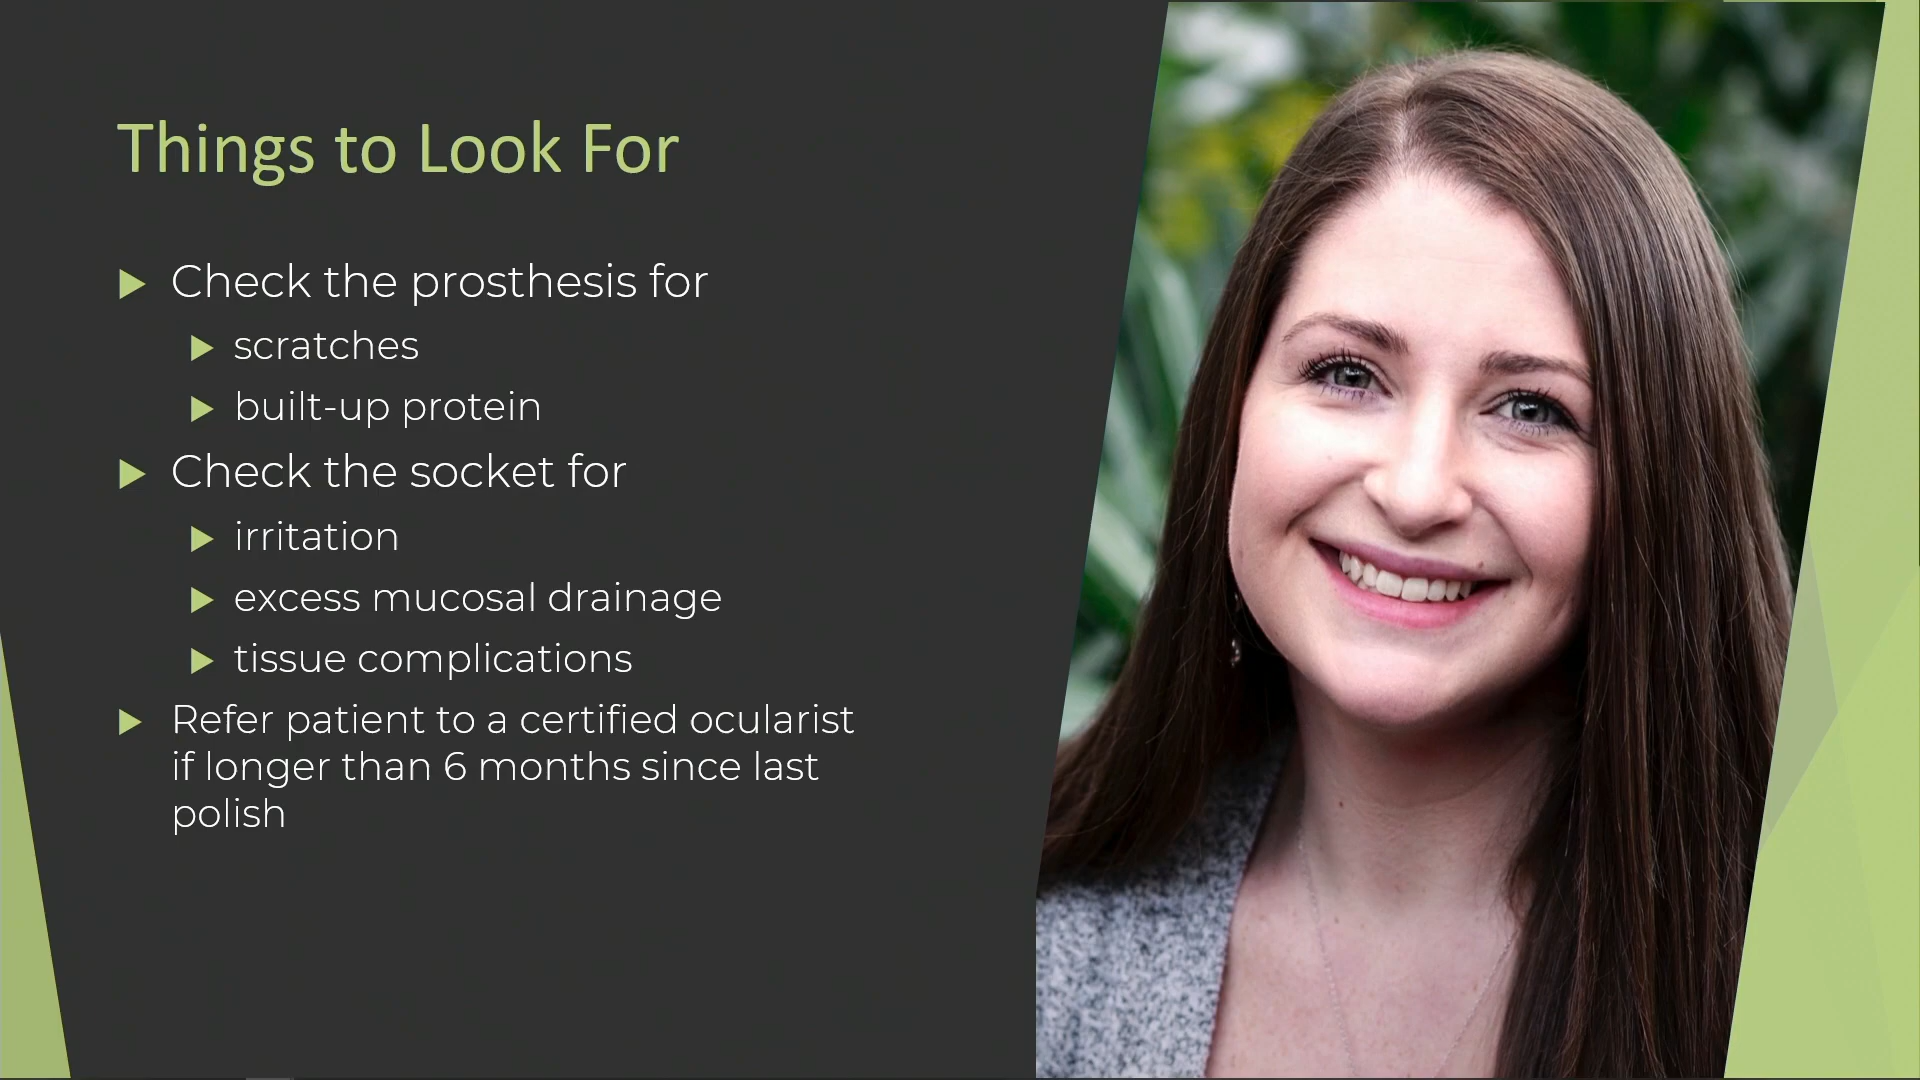 Things to Look For
Check the prosthesis for
scratches
built-up protein
Check the socket for
irritation
excess mucosal drainage
tissue complications
Refer patient to a certified ocularist
if longer than 6 months since last
polish